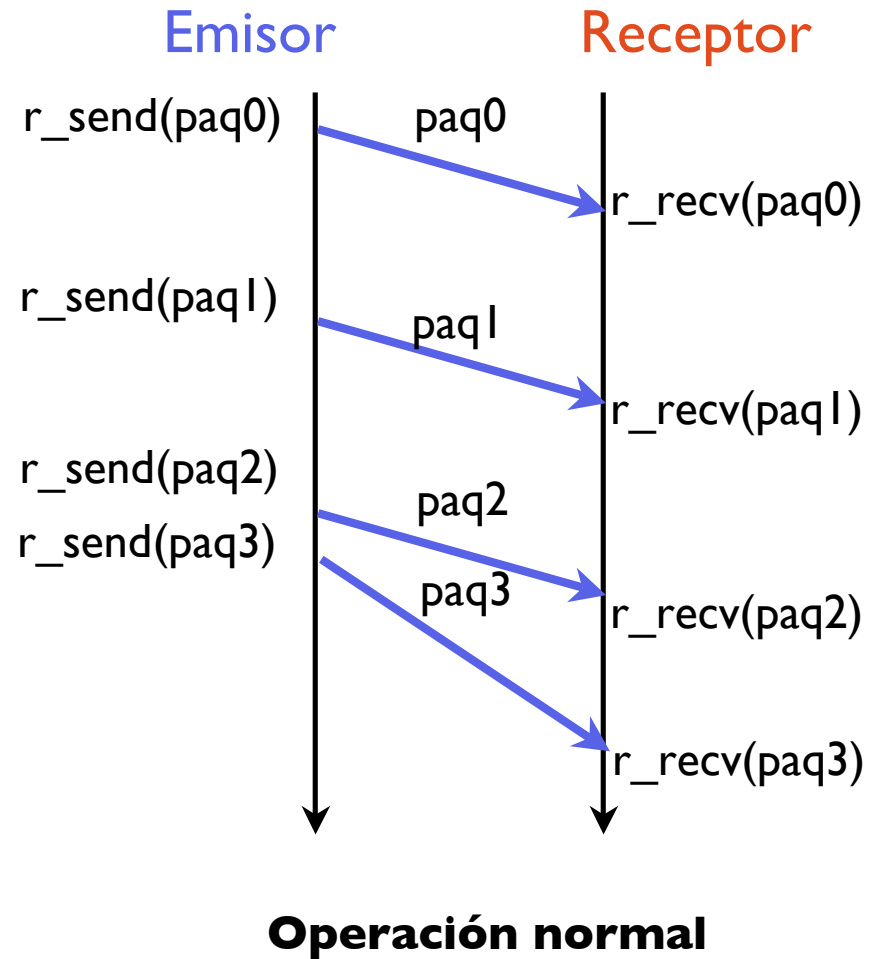 Emisor Receptor
r_send(paq0) paq0
r_recv(paq0)
r_send(paq1) paq1
r_recv(paq1)
r_send(paq2) paq2
r_send(paq3) paq3
r_recv(paq2)
r_recv(paq3)
Operación normal